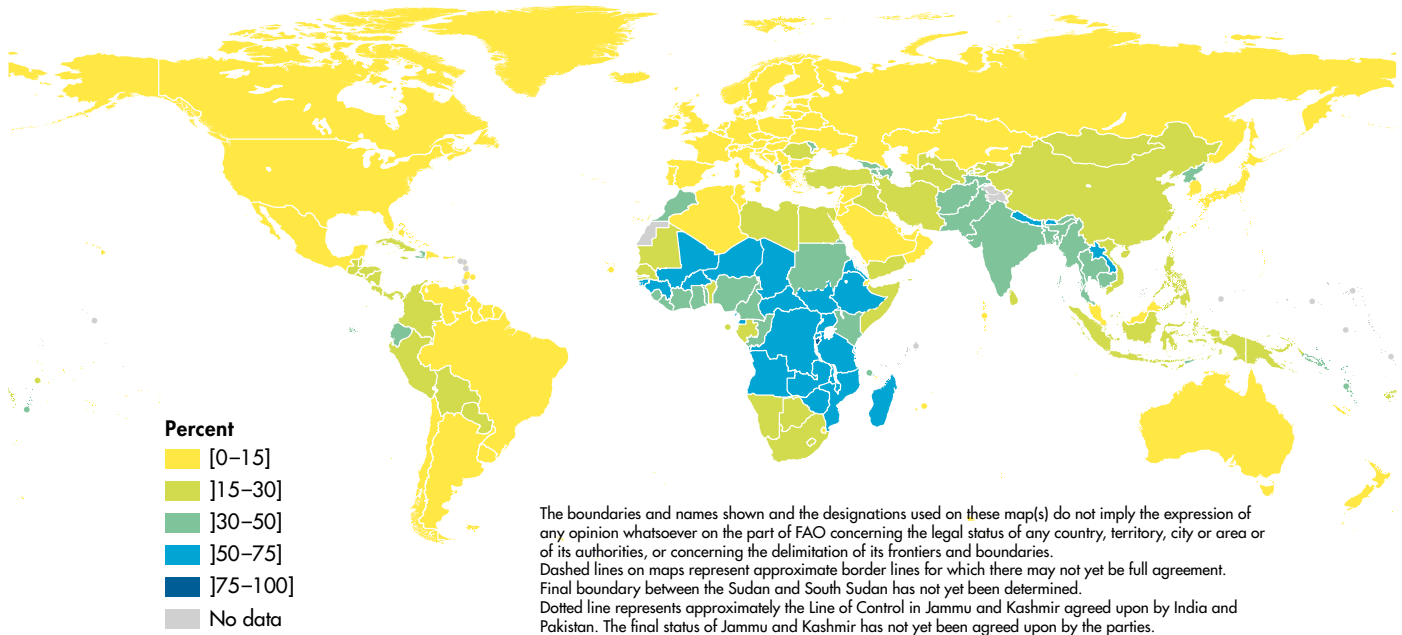 Percent
[0–15]
]15–30]
]30–50]
]50–75]
]75–100]
No data
The boundaries and names shown and the designations used on these map(s) do not imply the expression of
any opinion whatsoever on the part of FAO concerning the legal status of any country, territory, city or area or
of its authorities, or concerning the delimitation of its frontiers and boundaries.
Dashed lines on maps represent approximate border lines for which there may not yet be full agreement.
Final boundary between the Sudan and South Sudan has not yet been determined.
Dotted line represents approximately the Line of Control in Jammu and Kashmir agreed upon by India and
Pakistan. The final status of Jammu and Kashmir has not yet been agreed upon by the parties.